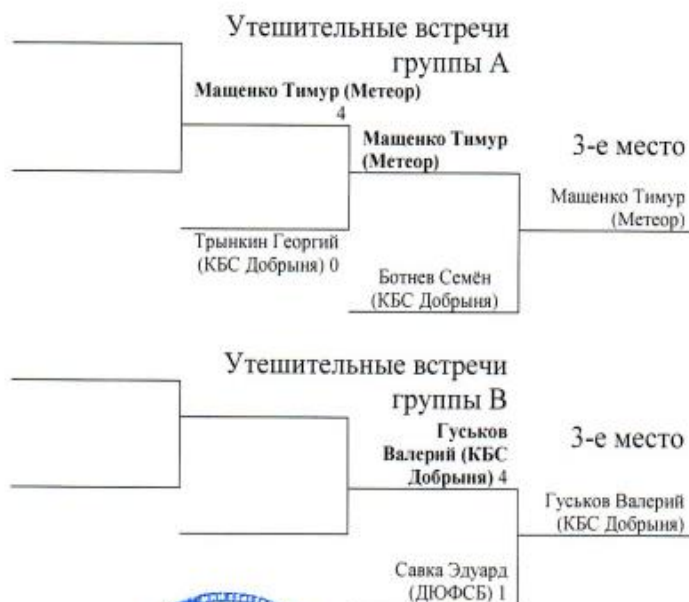 Утешительные встречи
группы А
Мащенко Тимур (Метеор)
4
Мащенко Тимур
(Метеор)
3-е место
Мащенко Тимур
(Метеор)
Трынкин Георгий
(КБС Добрыня) 0
Ботнев Семён
(КБС Добрыня)
Утешительные встречи
группы В
Гуськов
Валерий (КБС
Добрыня) 4
3-е место
Гуськов Валерий
(КБС Добрыня)
Савка Эдуард
(ДЮФСБ) 1